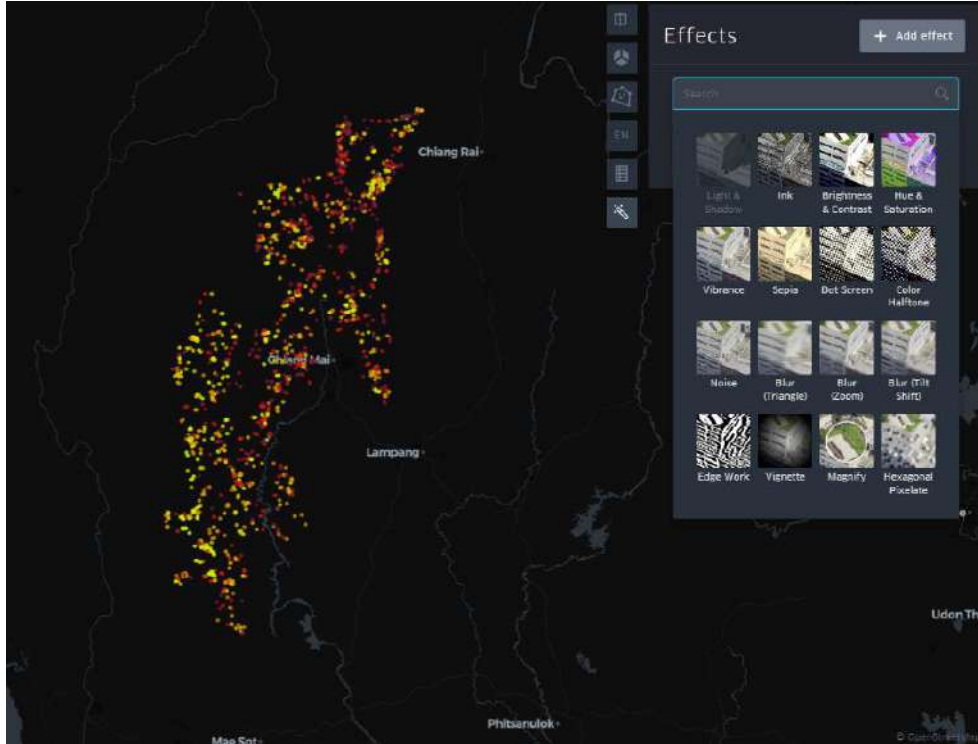 Effects
+ Add effect
Search
EN
Light &
Shadow
Ink
Brightness
& Contrast
Hue &
Saturation
Vibrance
Sepia
Dot Screen
Color
Halftone
Noise
Blur
(Triangle)
Blur
(Zoom)
Blur (Tilt
Shift)
Edge Work
Vignette
Magnify
Hexagonal
Pixelate
Chiang Rai
Chiang Mai
Lampang
Udon Th
Phitsanulok
Mae Sot